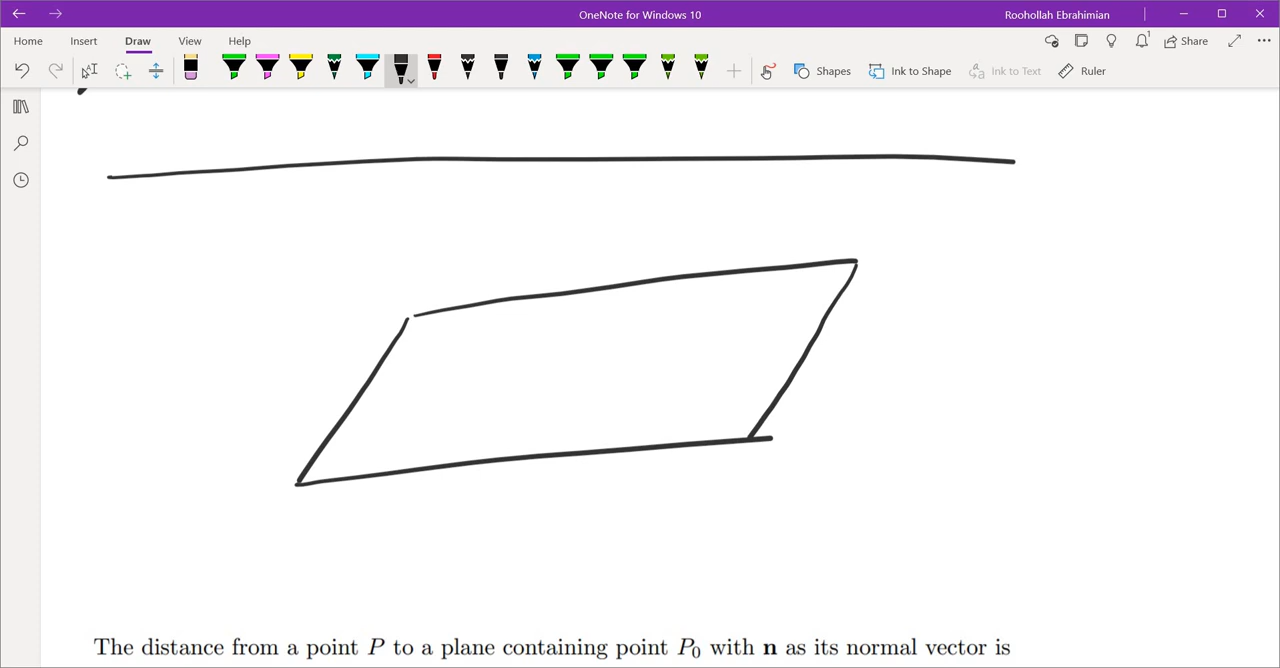 OneNote for Windows 10
Roohollah Ebrahimian
Home Insert Draw View Help
1
Share
Shapes
Ink to Shape
Ink to Text
Ruler
The distance from a point P to a plane containing point P₀ with n as its normal vector is